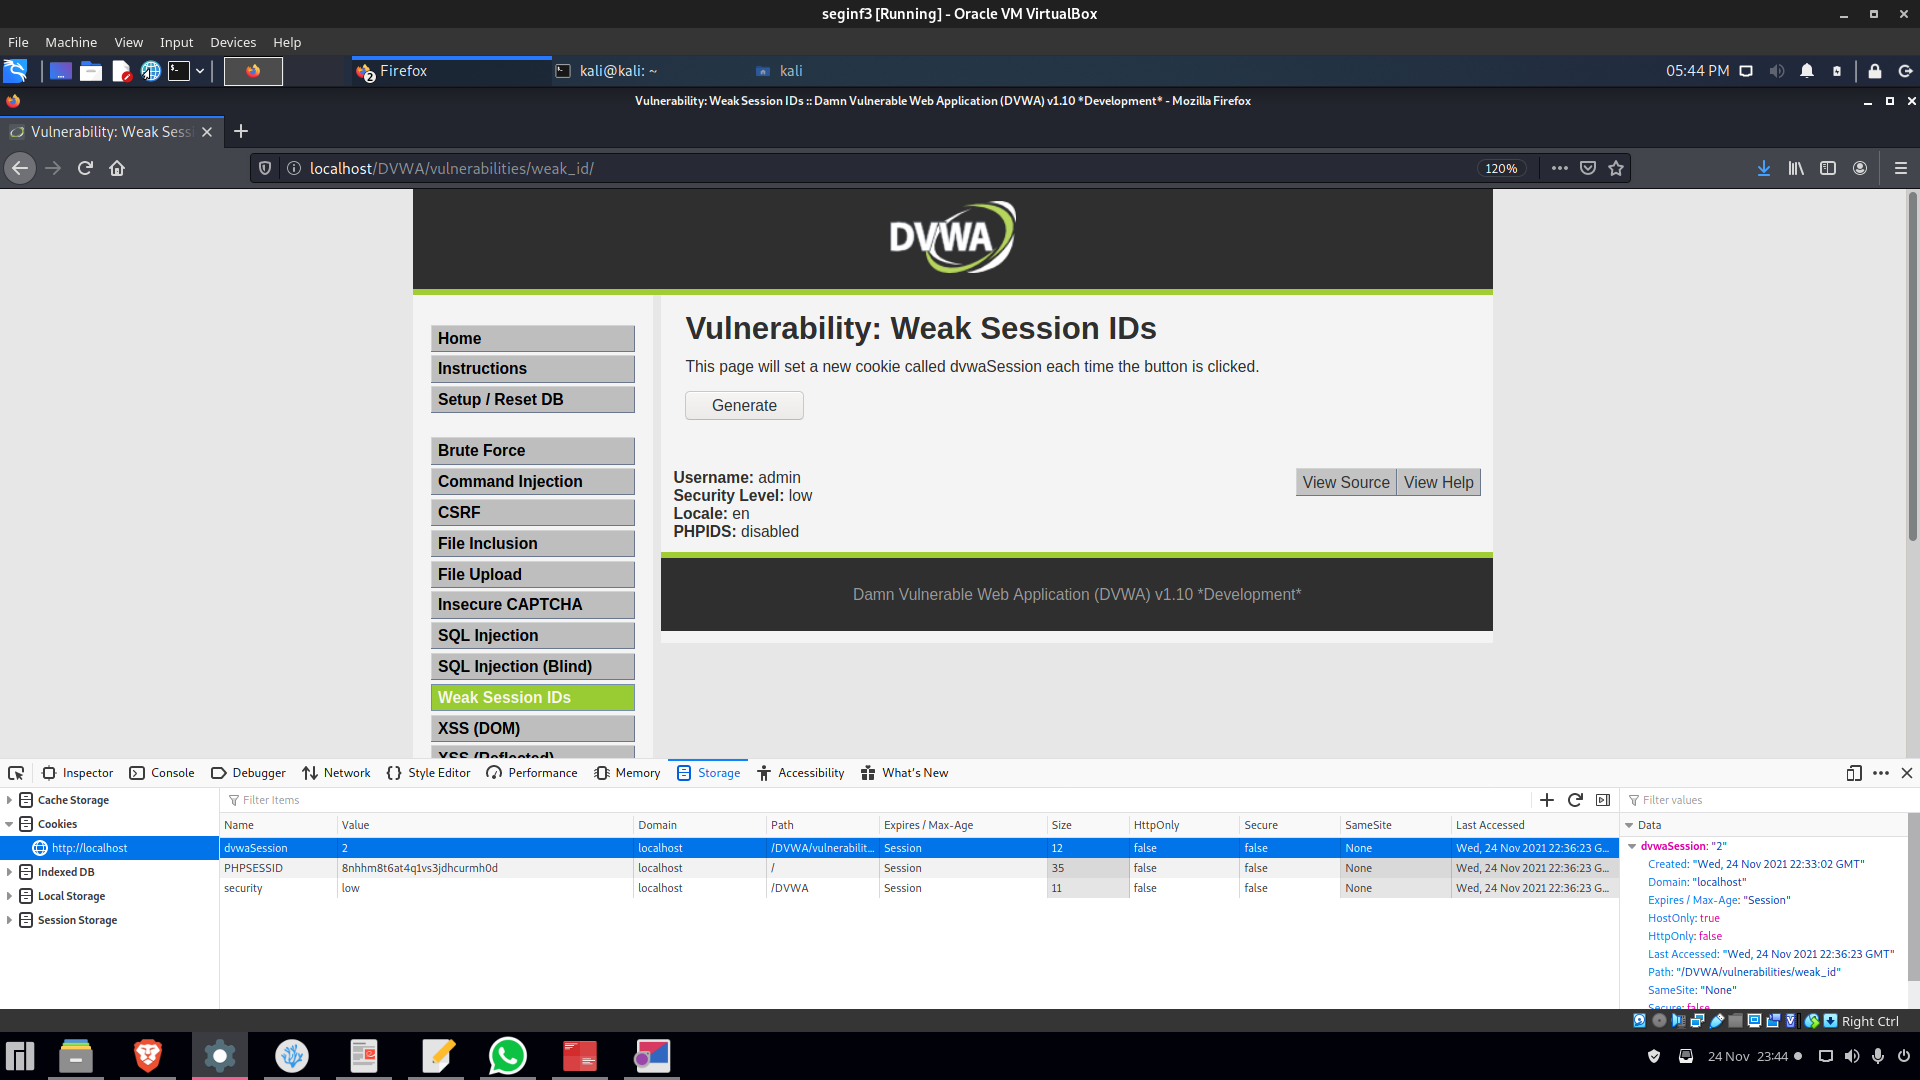 seginf3 [Running] - Oracle VM VirtualBox
File Machine View Input Devices Help
2 Firefox
kali@kali: ~
kali
05:44 PM
Vulnerability: Weak Session IDs :: Damn Vulnerable Web Application (DVWA) v1.10 *Development* - Mozilla Firefox
Vulnerability: Weak Sess
localhost/DVWA/vulnerabilities/weak_id/
120%
DVWA
Home
Instructions
Setup / Reset DB
Brute Force
Command Injection
CSRF
File Inclusion
File Upload
Insecure CAPTCHA
SQL Injection
SQL Injection (Blind)
Weak Session IDs
XSS (DOM)
XSS (Reflected)
Vulnerability: Weak Session IDs
This page will set a new cookie called dvwaSession each time the button is clicked.
Generate
Username: admin
Security Level: low
Locale: en
PHPIDS: disabled
View Source View Help
Damn Vulnerable Web Application (DVWA) v1.10 *Development*
Inspector Console Debugger Network Style Editor Performance Memory Storage Accessibility What's New
Cache Storage
Cookies
http://localhost
Indexed DB
Local Storage
Session Storage
Filter Items
Name Value Domain Path Expires / Max-Age Size HttpOnly Secure SameSite Last Accessed
dvwaSession 2 localhost /DVWA/vulnerabilit... Session 12 false false None Wed, 24 Nov 2021 22:36:23 G...
PHPSESSID 8nhhm8t6at4q1vs3jdhcurmh0d localhost / Session 35 false false None Wed, 24 Nov 2021 22:36:23 G...
security low localhost /DVWA Session 11 false false None Wed, 24 Nov 2021 22:36:23 G...
Filter values
Data
dvwaSession: "2"
Created: "Wed, 24 Nov 2021 22:33:02 GMT"
Domain: "localhost"
Expires / Max-Age: "Session"
HostOnly: true
HttpOnly: false
Last Accessed: "Wed, 24 Nov 2021 22:36:23 GMT"
Path: "/DVWA/vulnerabilities/weak_id"
SameSite: "None"
Secure: false
Right Ctrl
24 Nov 23:44